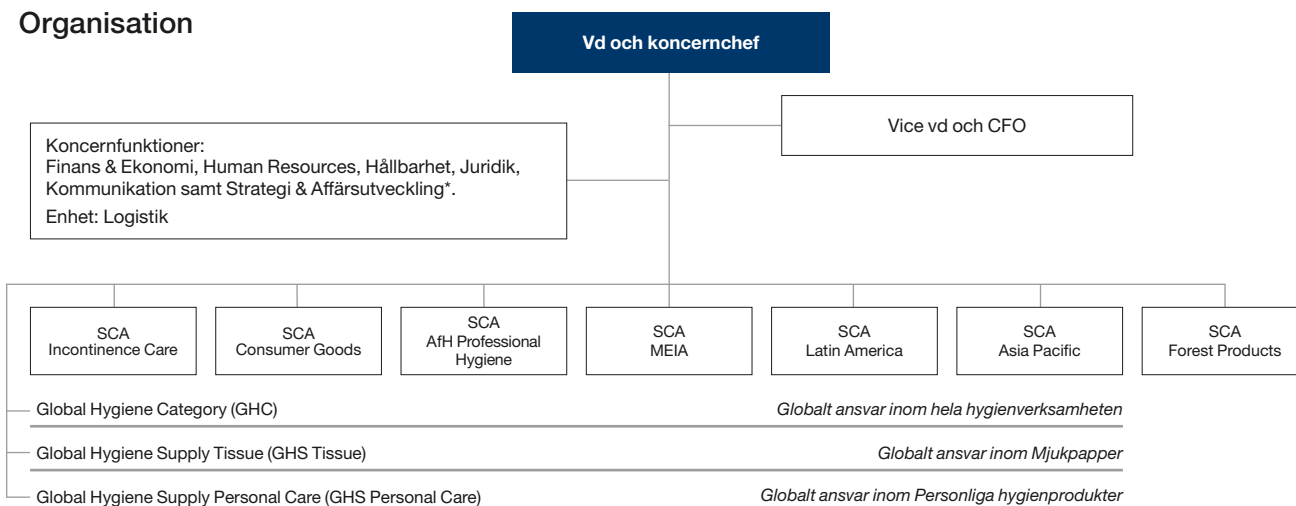 Organisation
Vd och koncernchef
Vice vd och CFO
Koncernfunktioner:
Finans & Ekonomi, Human Resources, Hållbarhet, Juridik,
Kommunikation samt Strategi & Affärsutveckling*.
Enhet: Logistik
SCA
Incontinence Care
SCA
Consumer Goods
SCA
AfH Professional
Hygiene
SCA
MEIA
SCA
Latin America
SCA
Asia Pacific
SCA
Forest Products
Global Hygiene Category (GHC)
Globalt ansvar inom hela hygienverksamheten
Global Hygiene Supply Tissue (GHS Tissue)
Globalt ansvar inom Mjukpapper
Global Hygiene Supply Personal Care (GHS Personal Care)
Globalt ansvar inom Personliga hygienprodukter